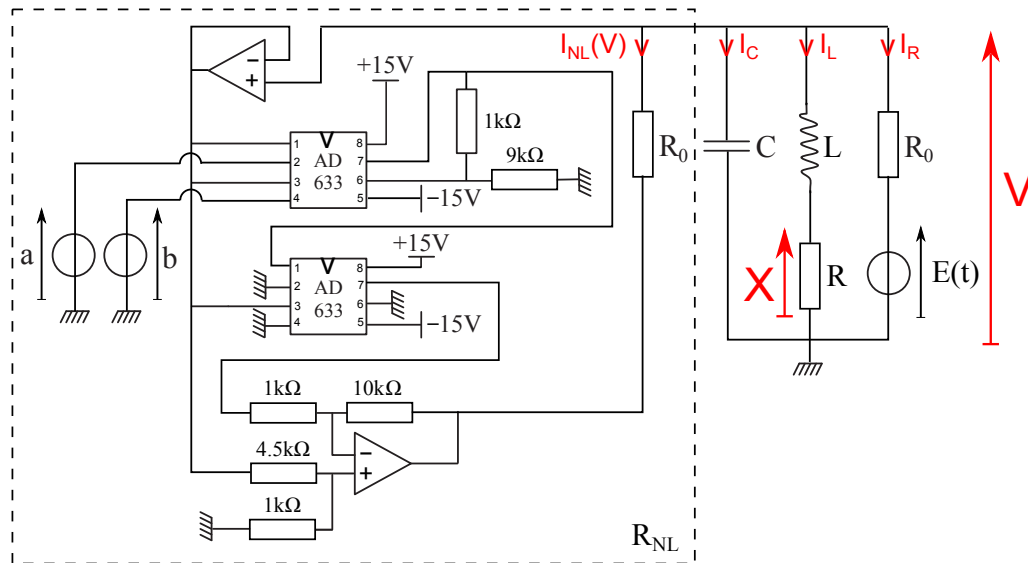 I_NL(V)
I_C
I_L
I_R
+15V
−
+
V
AD
633
1
2
3
4
8
7
6
5
1kΩ
9kΩ
−15V
R_0
C
L
R_0
V
a
b
+15V
V
AD
633
1
2
3
4
8
7
6
5
−15V
X
R
E(t)
1kΩ
10kΩ
4.5kΩ
−
+
1kΩ
R_NL